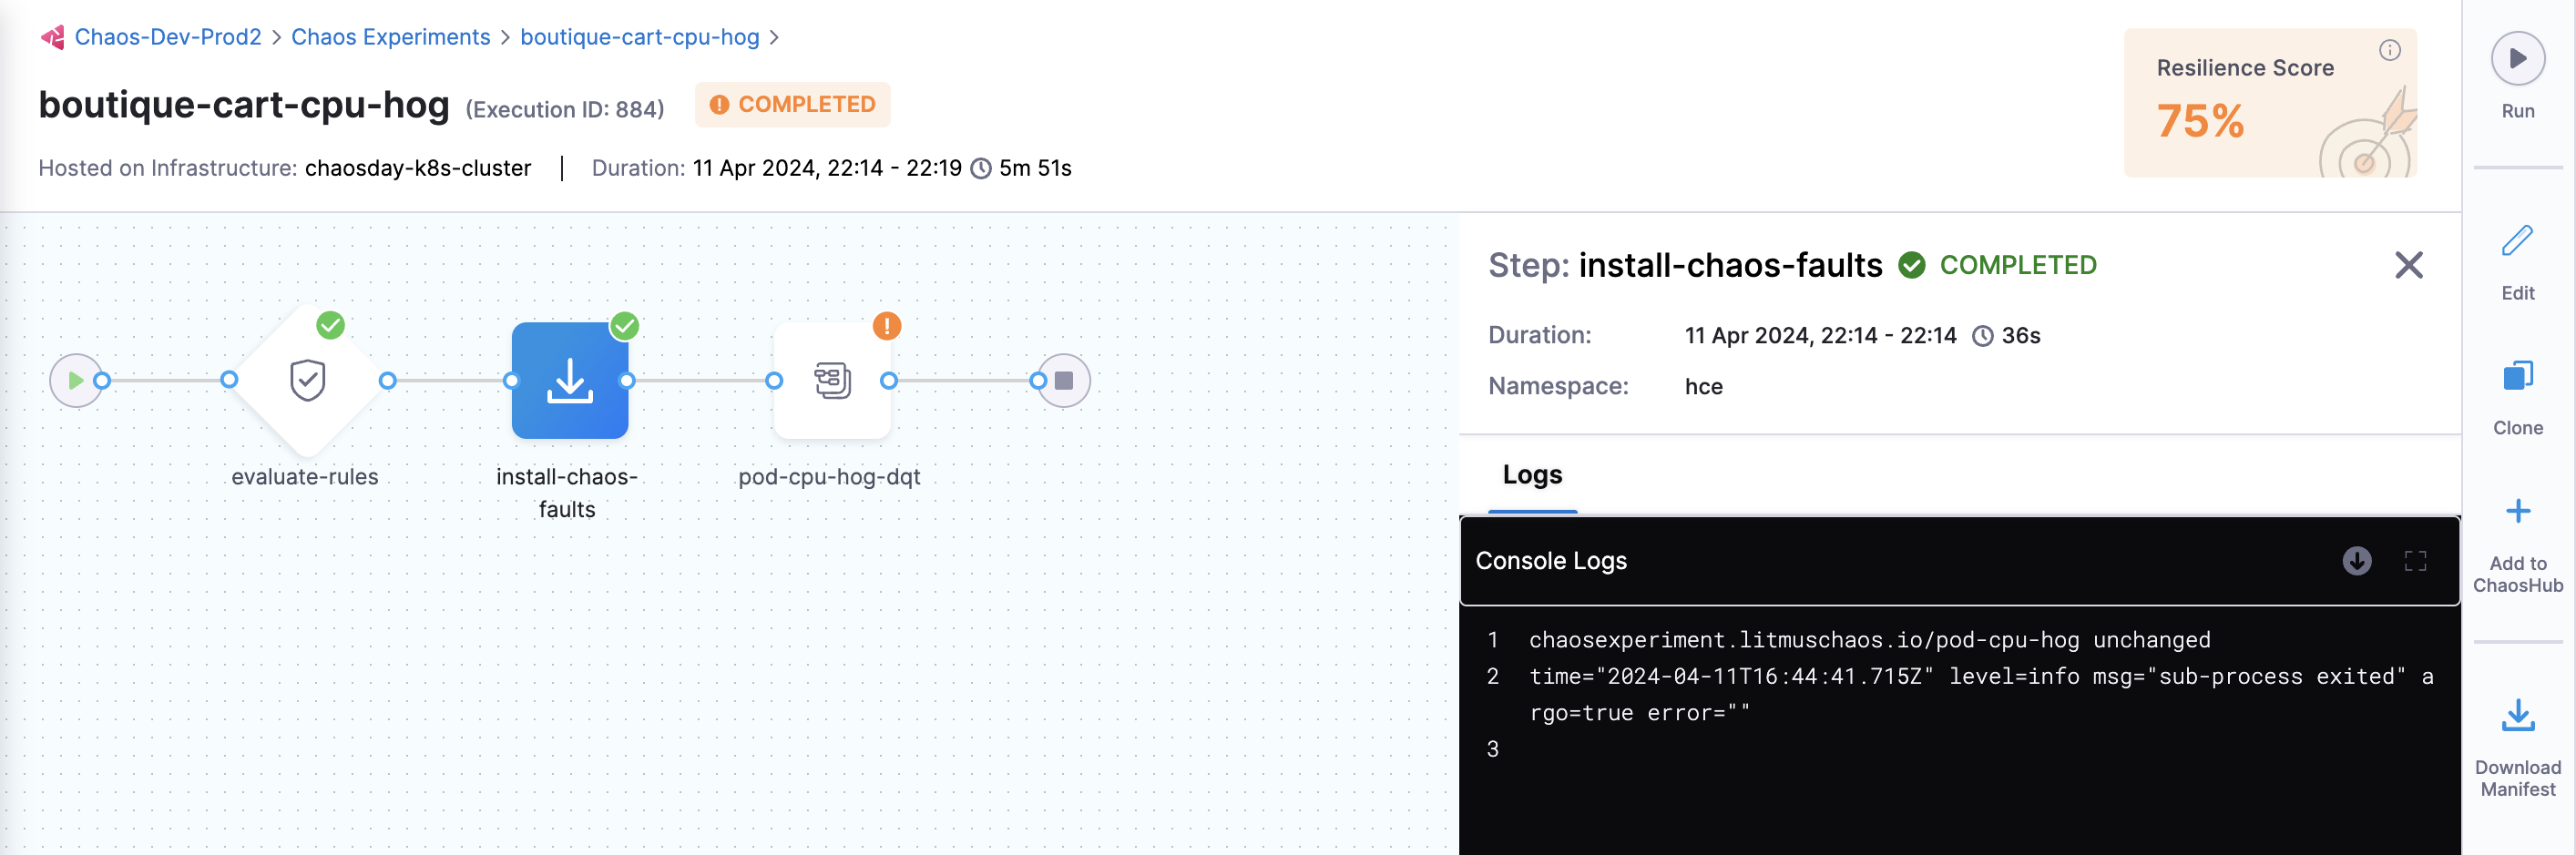 Chaos-Dev-Prod2 > Chaos Experiments > boutique-cart-cpu-hog >
boutique-cart-cpu-hog (Execution ID: 884) COMPLETED
Hosted on Infrastructure: chaosday-k8s-cluster | Duration: 11 Apr 2024, 22:14 - 22:19 5m 51s
Resilience Score
75%
evaluate-rules
install-chaos-
faults
pod-cpu-hog-dqt
Step: install-chaos-faults COMPLETED
Duration: 11 Apr 2024, 22:14 - 22:14 36s
Namespace: hce
Logs
Console Logs
1 chaosexperiment.litmuschaos.io/pod-cpu-hog unchanged
2 time="2024-04-11T16:44:41.715Z" level=info msg="sub-process exited" a
rgo=true error=""
3
Run
Edit
Clone
Add to
ChaosHub
Download
Manifest